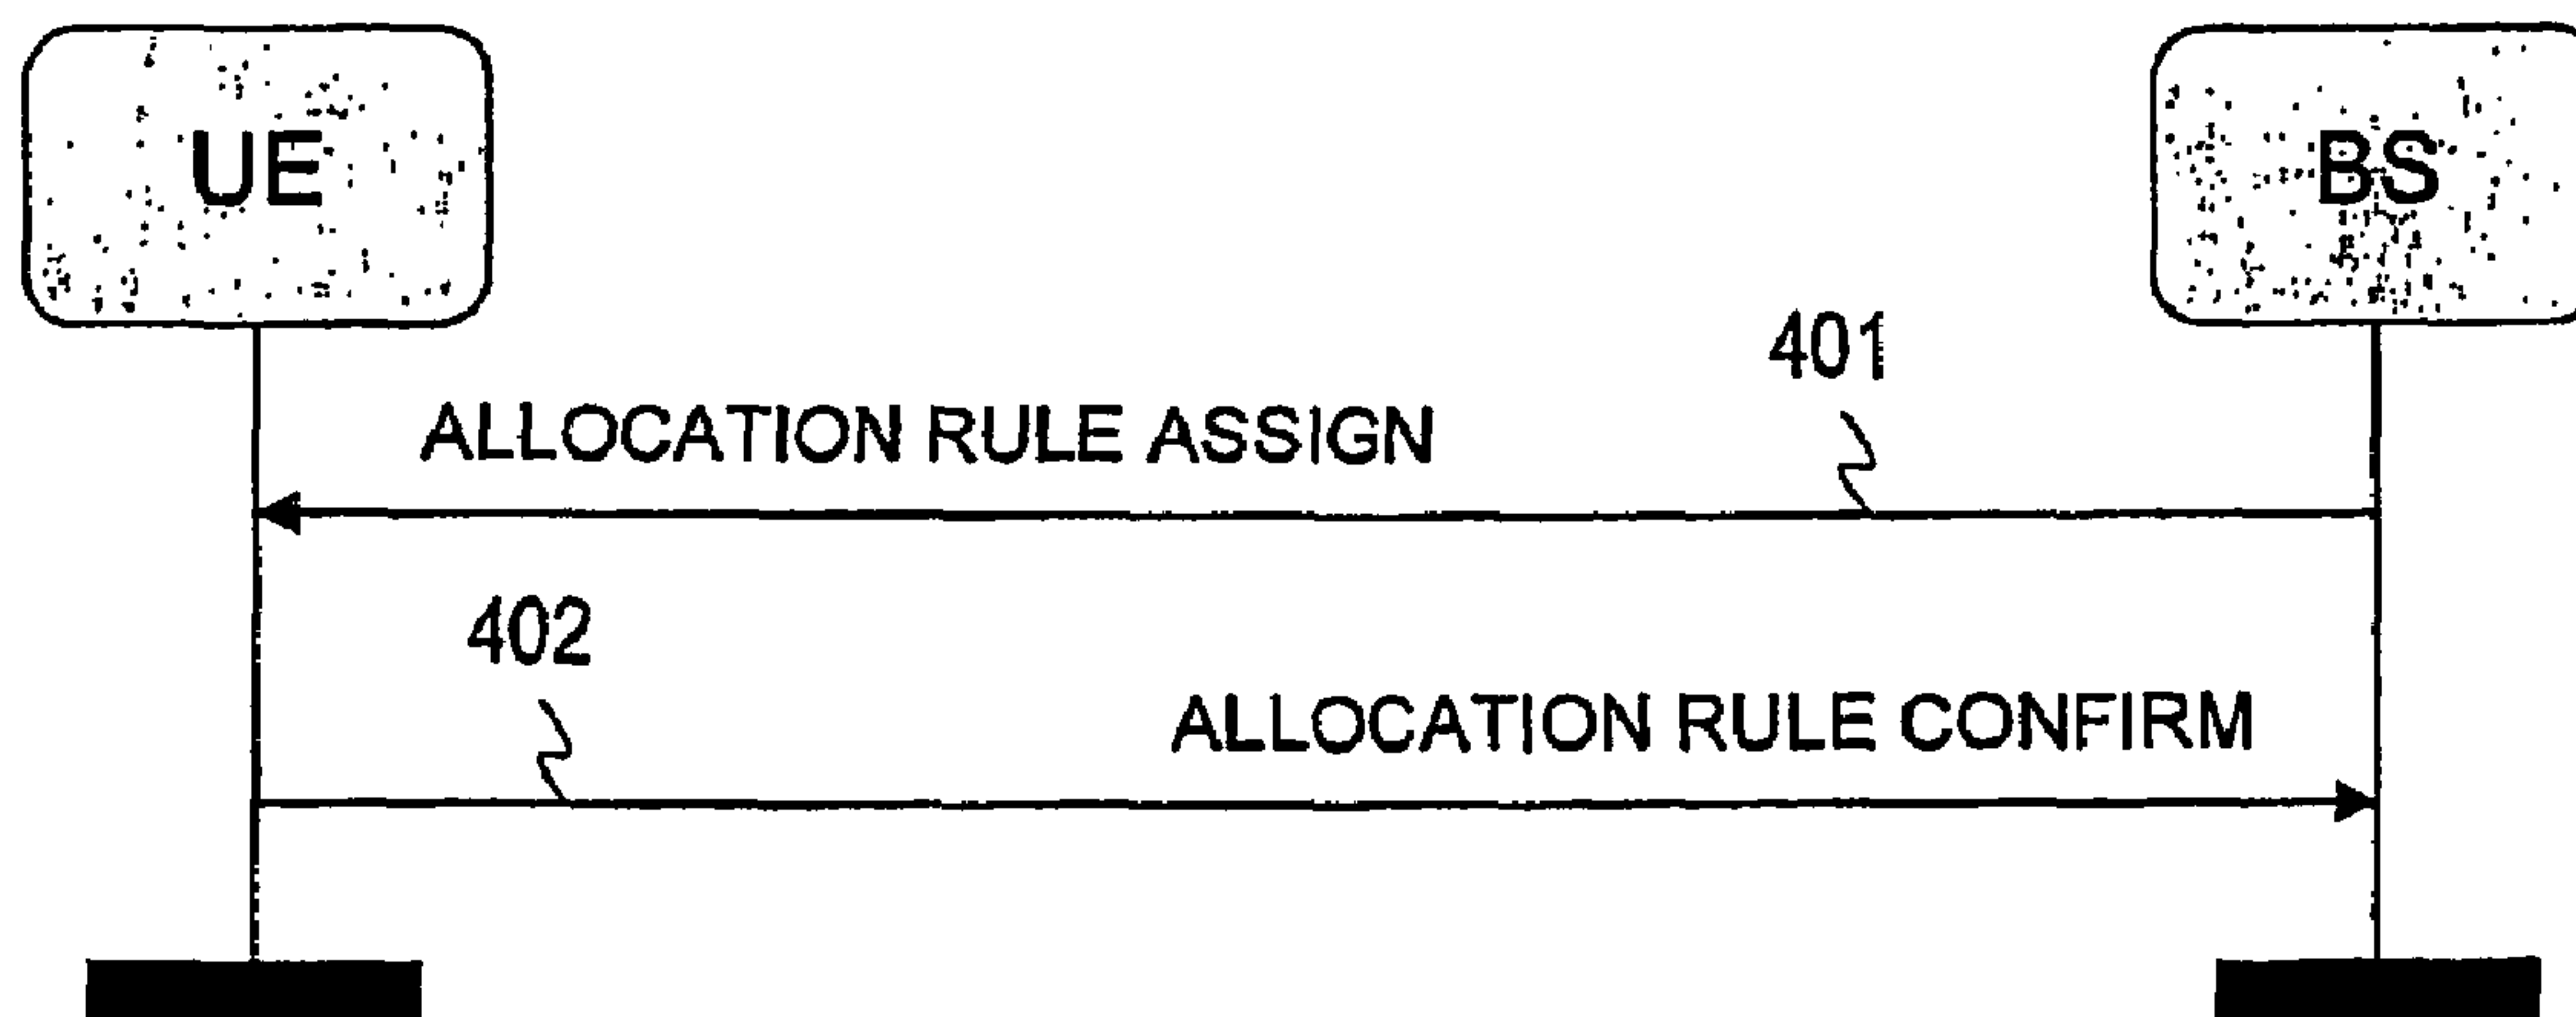 UE
BS
401
ALLOCATION RULE ASSIGN
402
ALLOCATION RULE CONFIRM